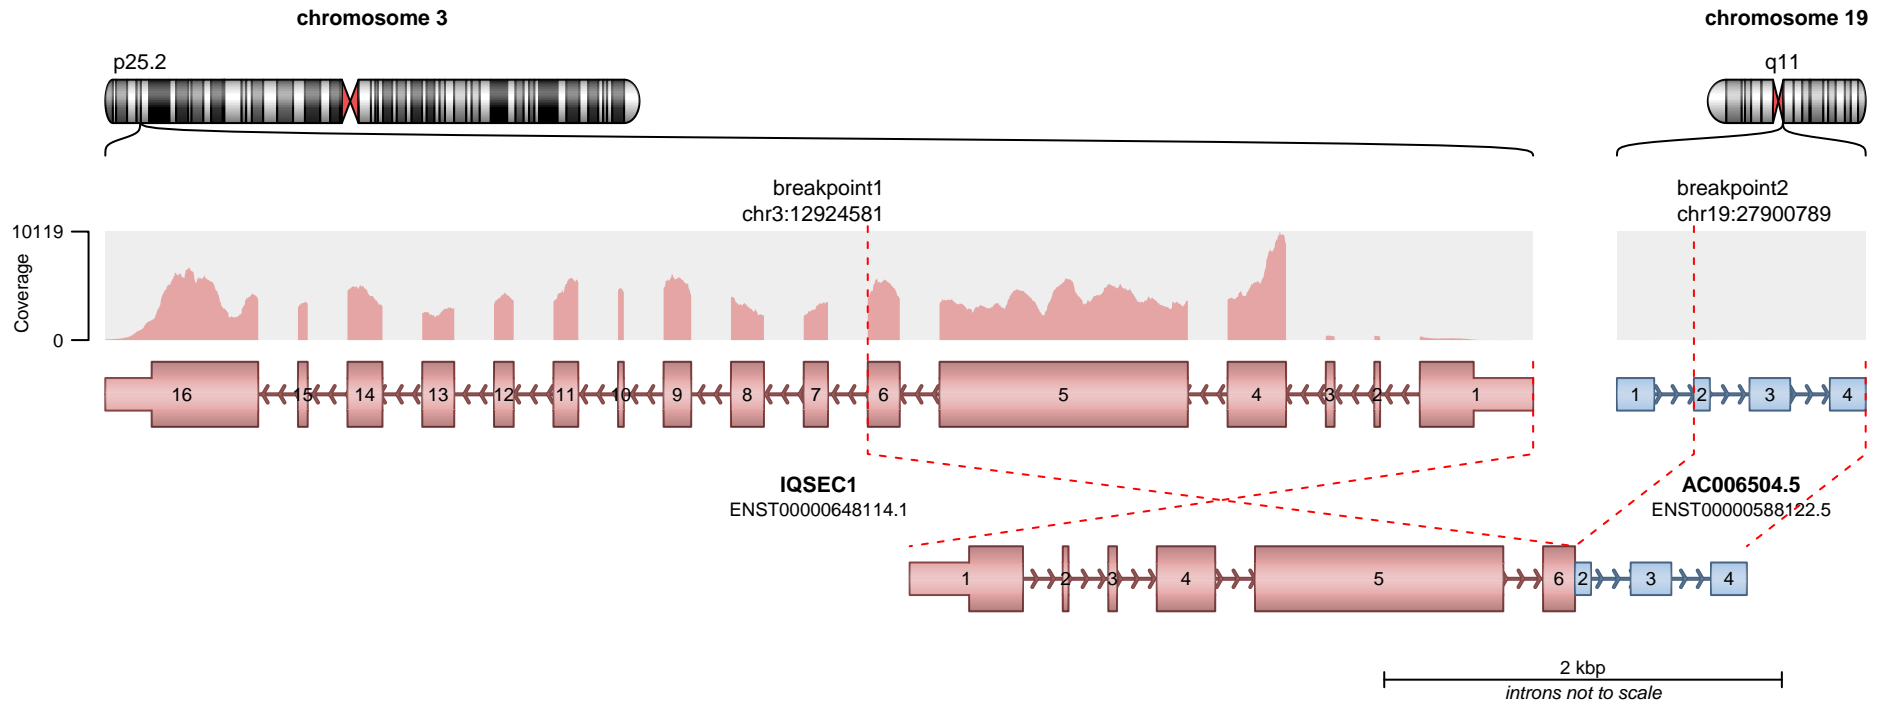 chromosome 3
chromosome 19
p25.2
q11
breakpoint1
chr3:12924581
breakpoint2
chr19:27900789
10119
Coverage
0
16 15 14 13 12 11 10 9 8 7 6 5 4 3 2 1
1 2 3 4
IQSEC1
ENST00000648114.1
AC006504.5
ENST00000588122.5
1 2 3 4 5 6 2 3 4
2 kbp
introns not to scale